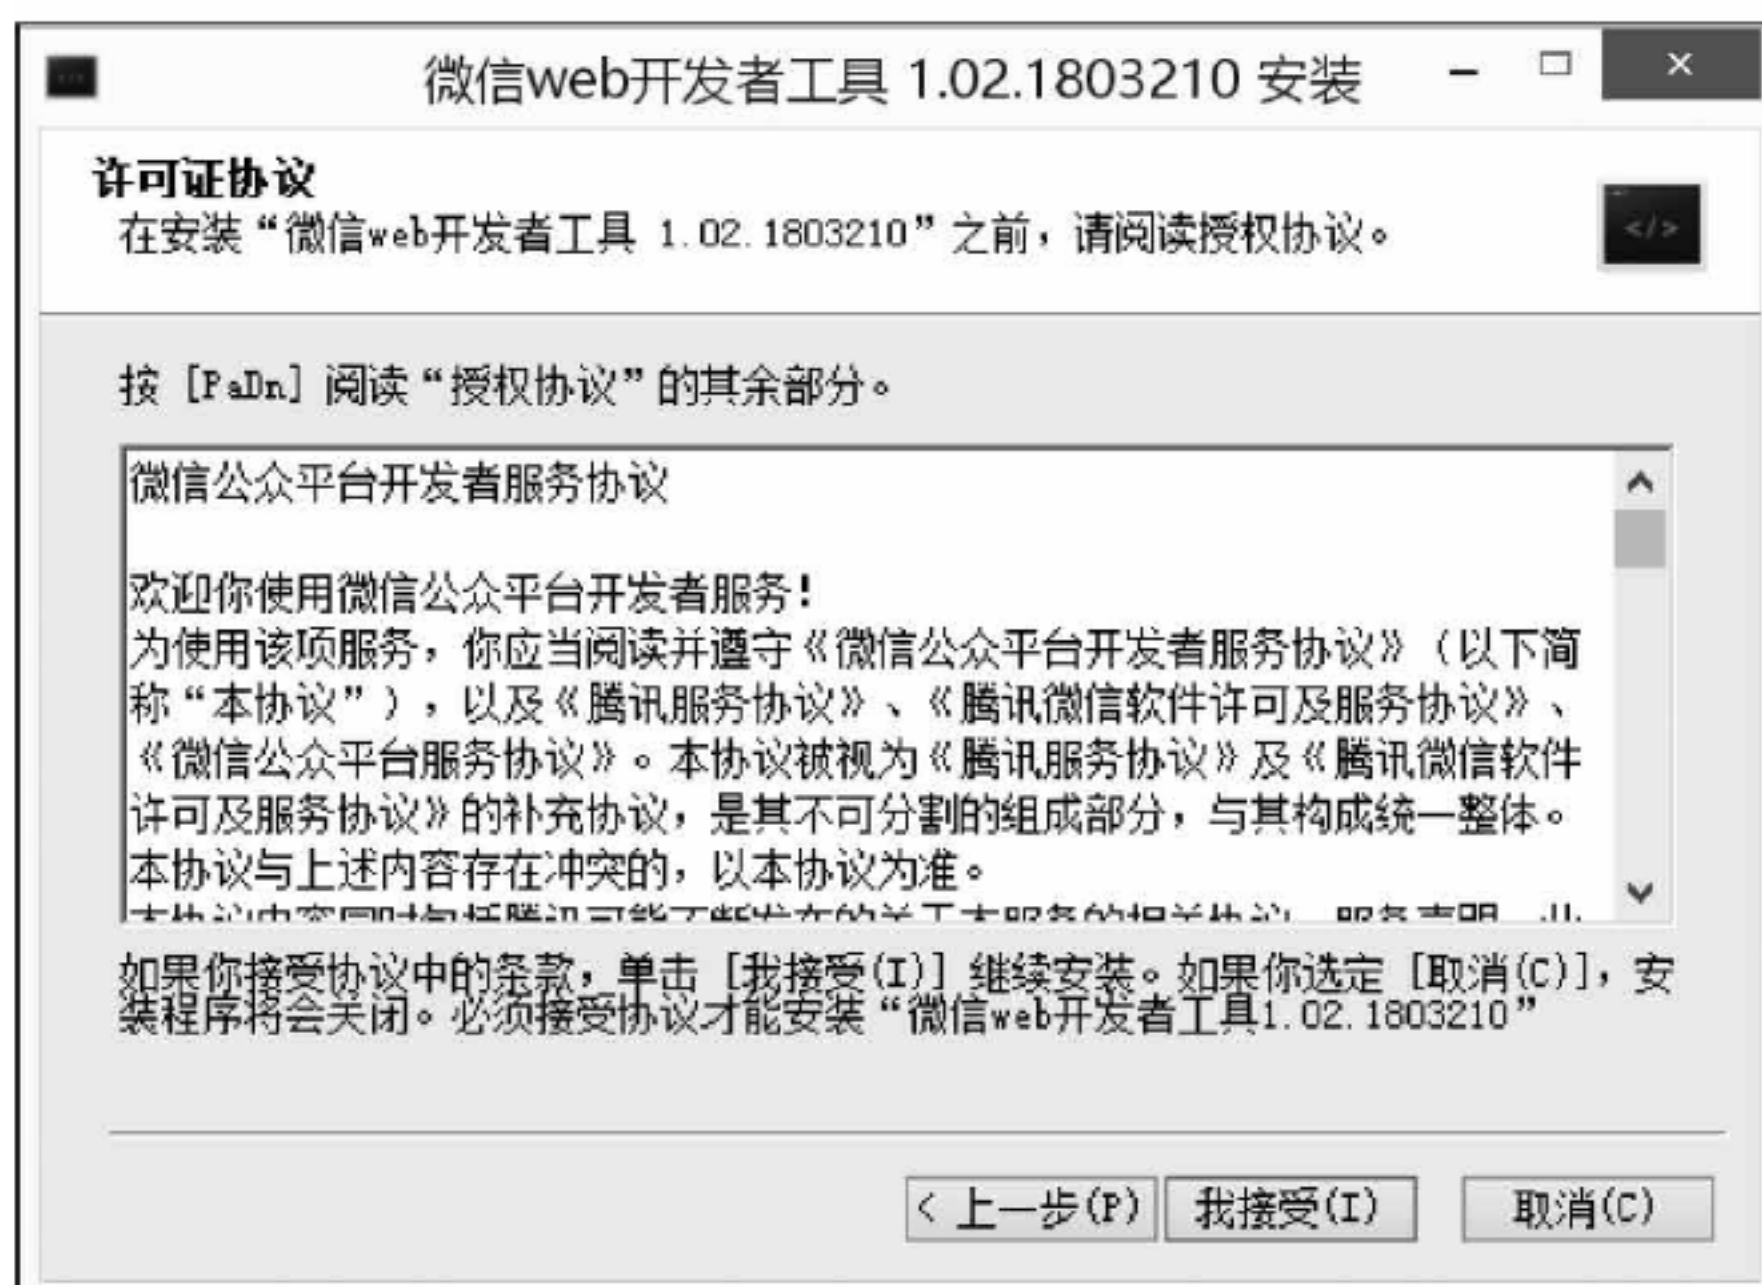 微信web开发者工具 1.02.1803210 安装
许可证协议
在安装“微信web开发者工具 1.02.1803210”之前，请阅读授权协议。
</>
按 [PaDn] 阅读“授权协议”的其余部分。
微信公众平台开发者服务协议
欢迎你使用微信公众平台开发者服务！
为使用该项服务，你应当阅读并遵守《微信公众平台开发者服务协议》（以下简
称“本协议”），以及《腾讯服务协议》、《腾讯微信软件许可及服务协议》、
《微信公众平台服务协议》。本协议被视为《腾讯服务协议》及《腾讯微信软件
许可及服务协议》的补充协议，是其不可分割的组成部分，与其构成统一整体。
本协议与上述内容存在冲突的，以本协议为准。
如果你接受协议中的条款，单击 [我接受(I)] 继续安装。如果你选定 [取消(C)]，安
装程序将会关闭。必须接受协议才能安装“微信web开发者工具1.02.1803210”
< 上一步(P)
我接受(I)
取消(C)